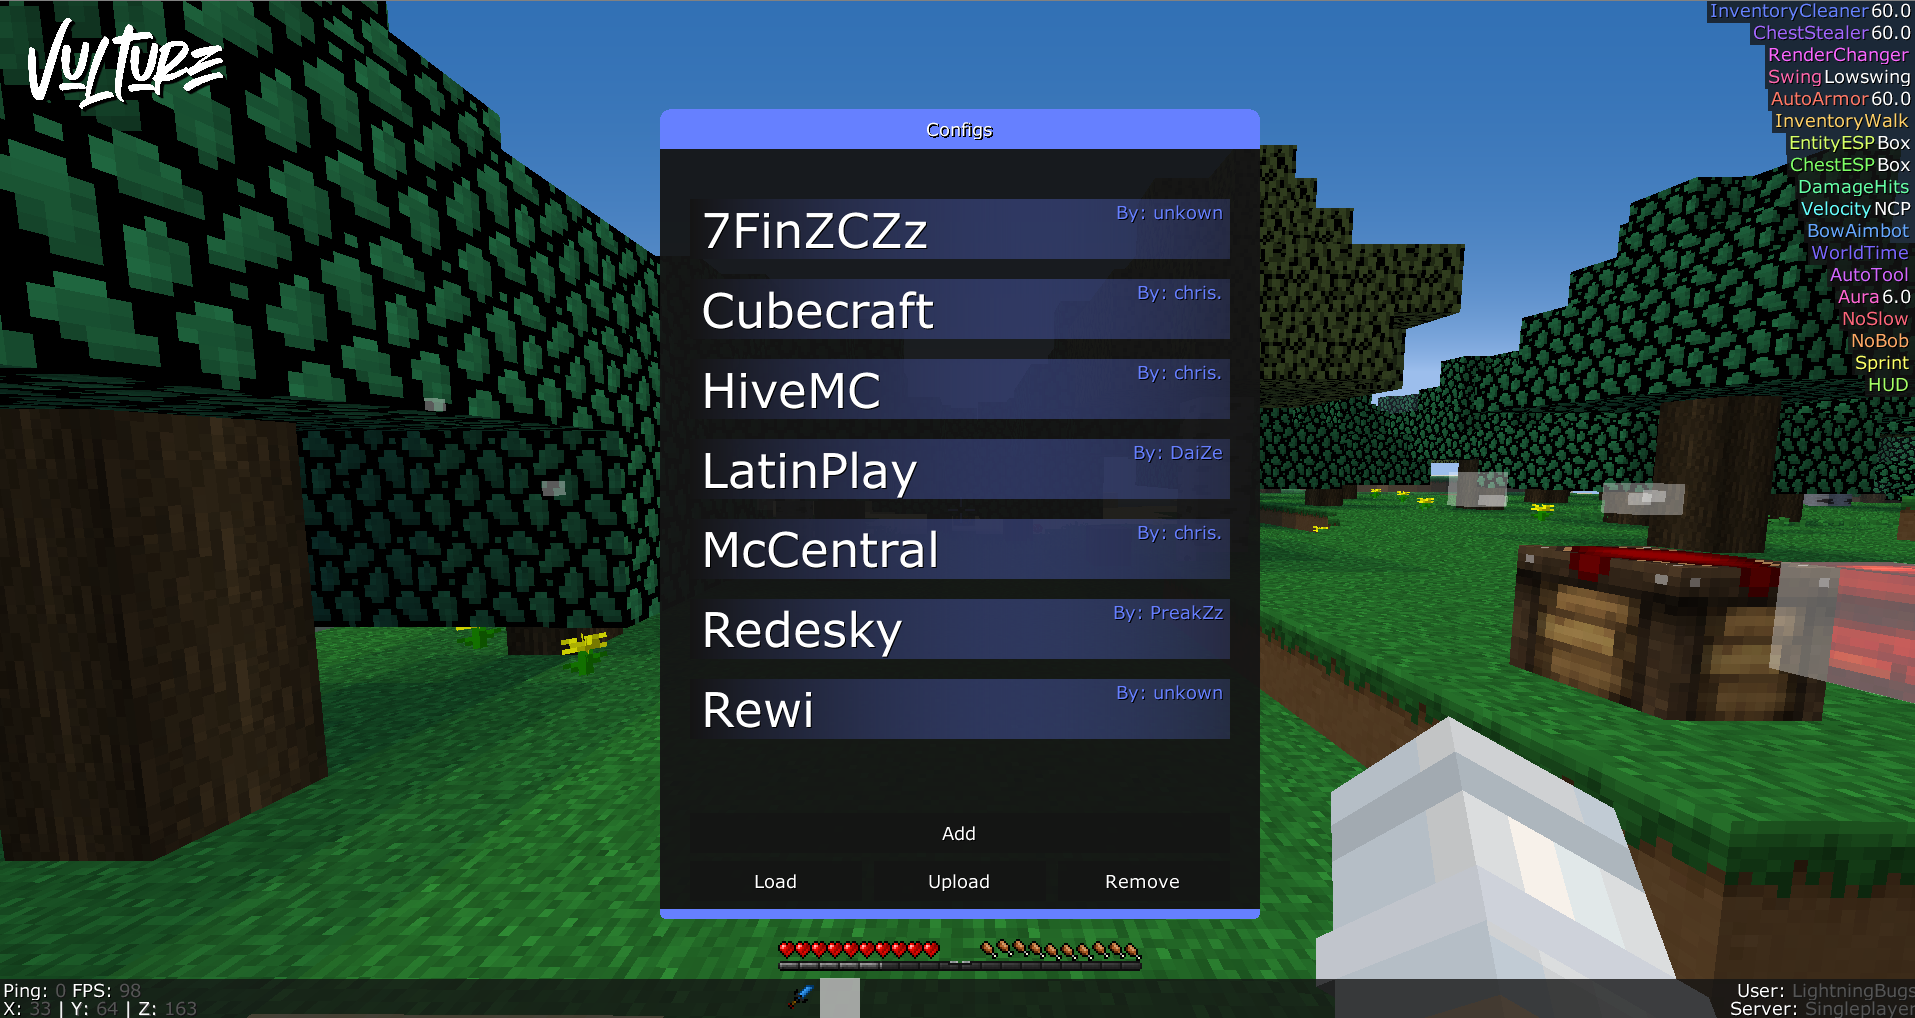 VULTURE
InventoryCleaner 60.0
ChestStealer 60.0
RenderChanger
Swing Lowswing
AutoArmor 60.0
InventoryWalk
EntityESP Box
ChestESP Box
DamageHits
Velocity NCP
BowAimbot
WorldTime
AutoTool
Aura 6.0
NoSlow
NoBob
Sprint
HUD
Configs
7FinZCZz
By: unkown
Cubecraft
By: chris.
HiveMC
By: chris.
LatinPlay
By: DaiZe
McCentral
By: chris.
Redesky
By: PreakZz
Rewi
By: unkown
Add
Load
Upload
Remove
Ping: 0 FPS: 98
X: 33 | Y: 64 | Z: 163
User: LightningBugs
Server: Singleplayer